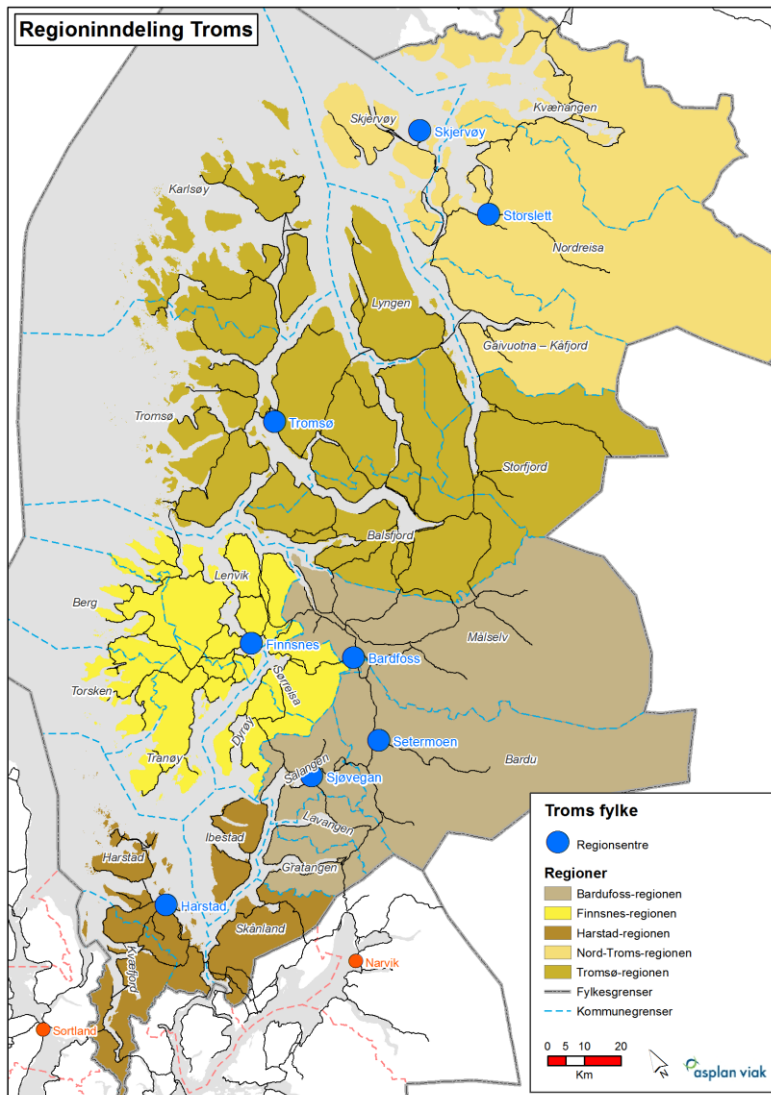 Regioninndeling Troms
Kvænangen
Skjervøy
Skjervøy
Karlsøy
Storslett
Nordreisa
Lyngen
Gáivuotna – Kåfjord
Tromsø
Tromsø
Storfjord
Balsfjord
Lenvik
Berg
Målselv
Finnsnes
Bardfoss
Sørreisa
Torsken
Dyrøy
Tranøy
Setermoen
Bardu
Salangen
Sjøvegan
Lavangen
Ibestad
Harstad
Gratangen
Harstad
Skånland
Kvæfjord
Narvik
Sortland
Troms fylke
Regionsentre
Regioner
Bardufoss-regionen
Finnsnes-regionen
Harstad-regionen
Nord-Troms-regionen
Tromsø-regionen
Fylkesgrenser
Kommunegrenser
0 5 10 20
Km
asplan viak